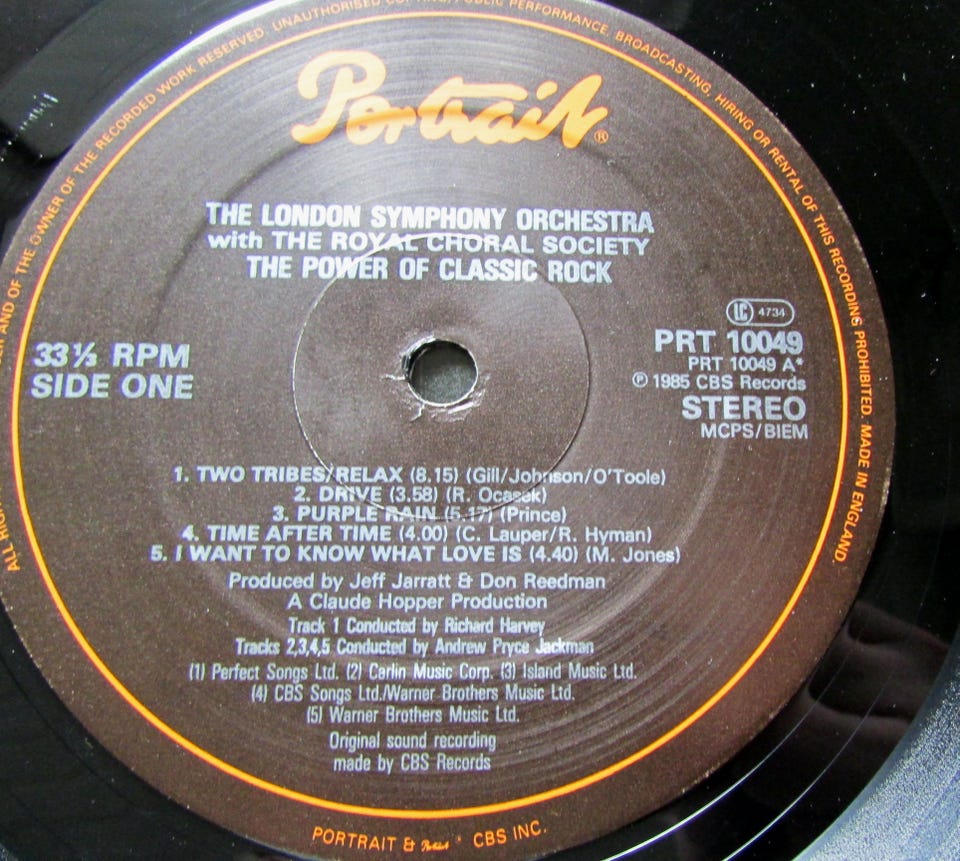 ER AND OF THE OWNER OF THE RECORDED WORK RESERVED. UNAUTHORISED COPYING, PUBLIC PERFORMANCE, BROADCASTING, HIRING OR RENTAL OF THIS RECORDING PROHIBITED. MADE IN ENGLAND.
Portrait®
THE LONDON SYMPHONY ORCHESTRA
with THE ROYAL CHORAL SOCIETY
THE POWER OF CLASSIC ROCK
33⅓ RPM
SIDE ONE
LC 4734
PRT 10049
PRT 10049 A*
℗ 1985 CBS Records
STEREO
MCPS/BIEM
1. TWO TRIBES/RELAX (8.15) (Gill/Johnson/O'Toole)
2. DRIVE (3.58) (R. Ocasek)
3. PURPLE RAIN (5.17) (Prince)
4. TIME AFTER TIME (4.00) (C. Lauper/R. Hyman)
5. I WANT TO KNOW WHAT LOVE IS (4.40) (M. Jones)
Produced by Jeff Jarratt & Don Reedman
A Claude Hopper Production
Track 1 Conducted by Richard Harvey
Tracks 2,3,4,5 Conducted by Andrew Pryce Jackman
(1) Perfect Songs Ltd. (2) Carlin Music Corp. (3) Island Music Ltd.
(4) CBS Songs Ltd./Warner Brothers Music Ltd.
(5) Warner Brothers Music Ltd.
Original sound recording
made by CBS Records
ALL RIGH
PORTRAIT & Portrait * CBS INC.